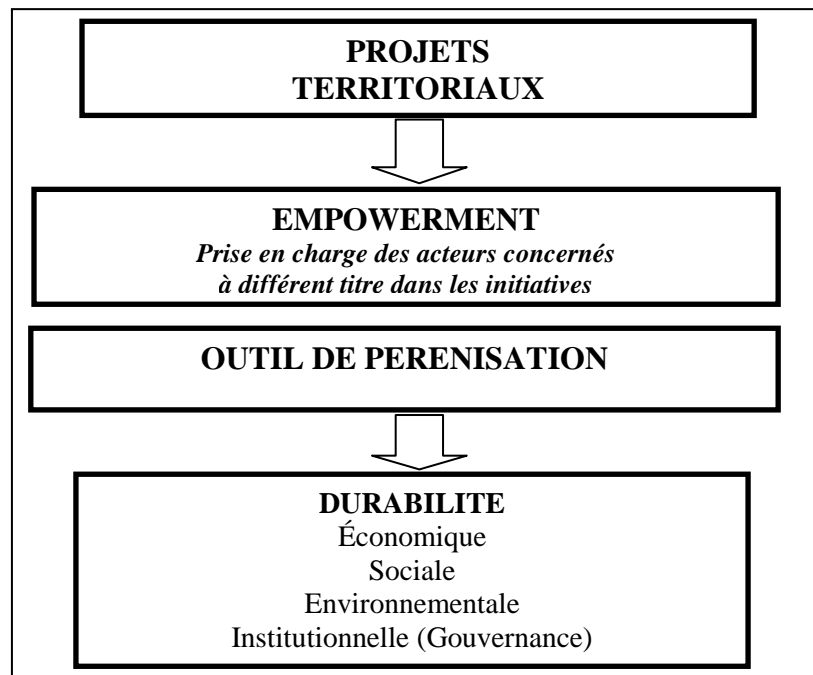 PROJETS
TERRITORIAUX
EMPOWERMENT
Prise en charge des acteurs concernés
à différent titre dans les initiatives
OUTIL DE PERENISATION
DURABILITE
Économique
Sociale
Environnementale
Institutionnelle (Gouvernance)